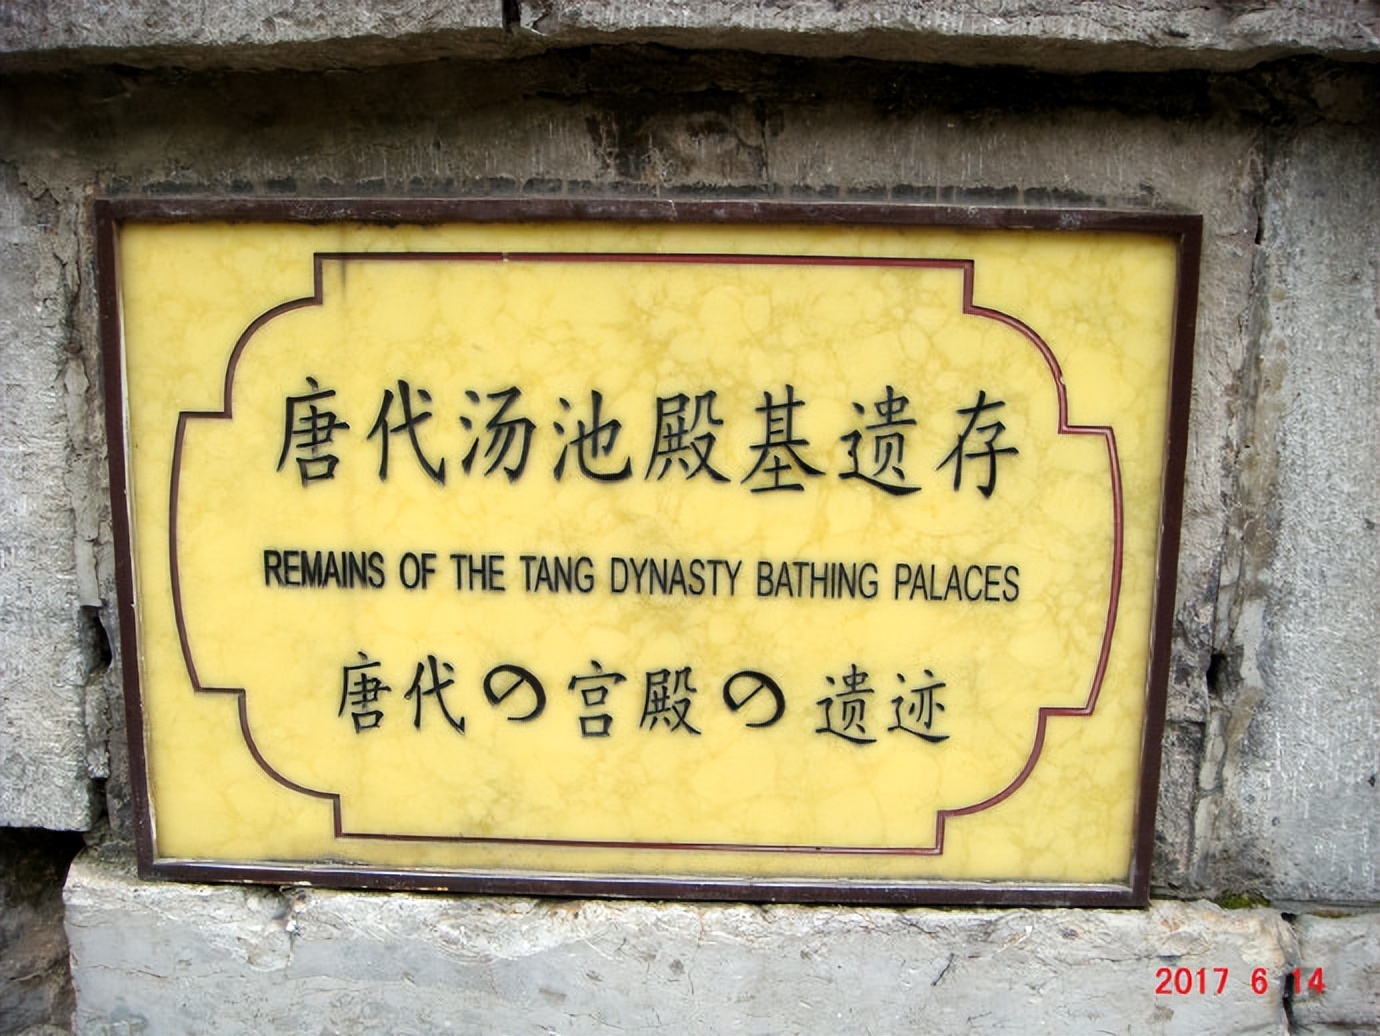 唐代汤池殿基遗存
REMAINS OF THE TANG DYNASTY BATHING PALACES
唐代の宫殿の遗迹
2017 6 14